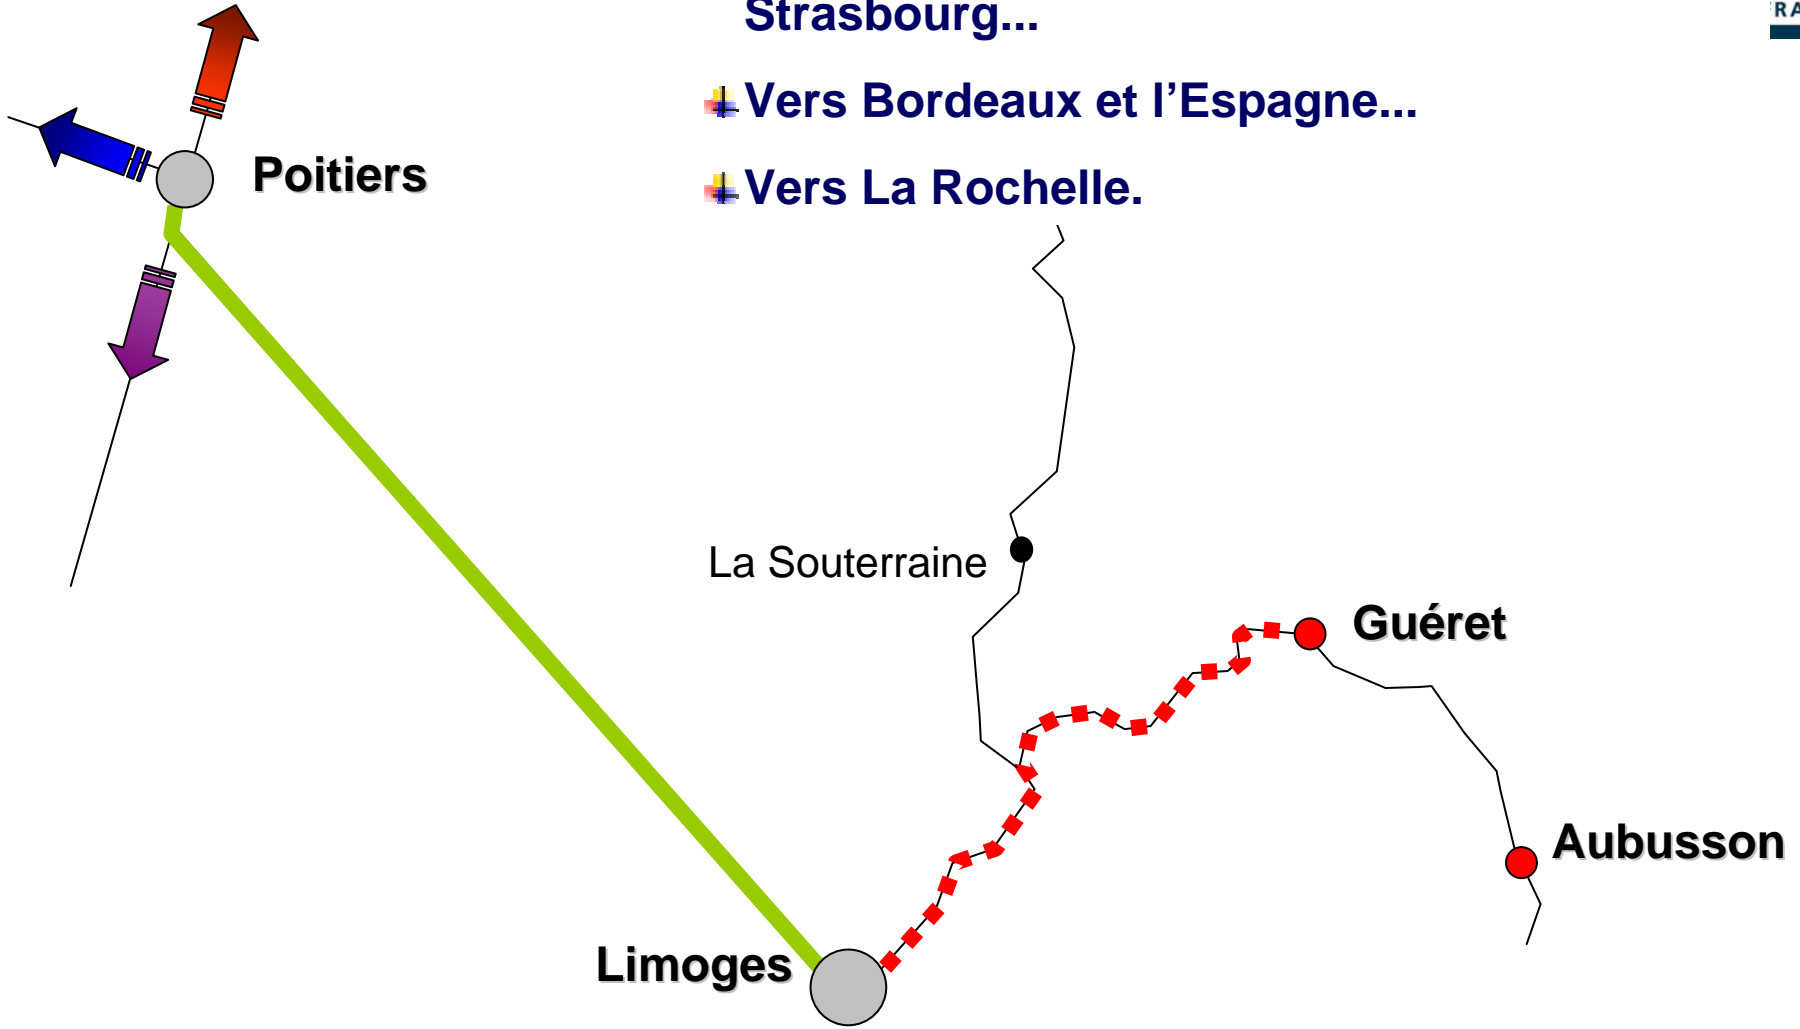 Strasbourg...
Vers Bordeaux et l’Espagne...
Vers La Rochelle.
Poitiers
La Souterraine
Guéret
Aubusson
Limoges